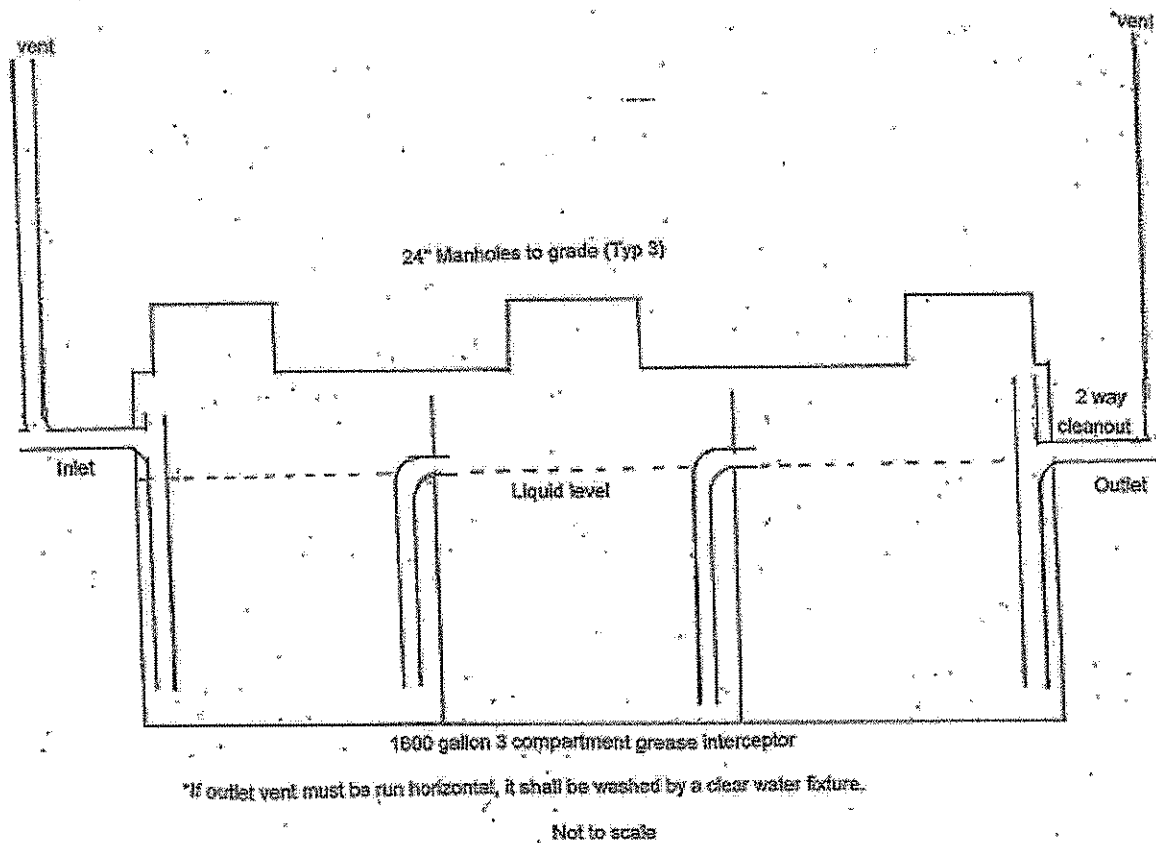 vent
*vent
24" Manholes to grade (Typ 3)
2 way
cleanout
Inlet
Liquid level
Outlet
gallon 3 compartment grease interceptor
*If outlet vent must be run horizontal, it shall be washed by a clear water fixture.
Not to scale